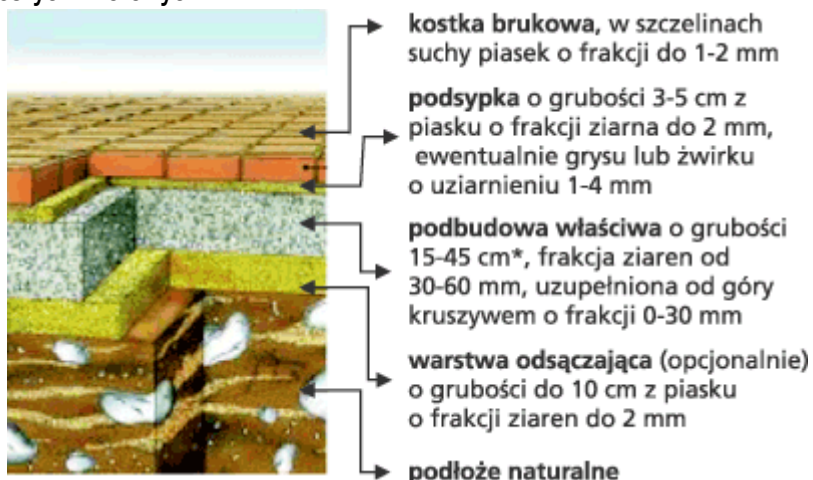 kostka brukowa, w szczelinach
suchy piasek o frakcji do 1-2 mm
podsypka o grubości 3-5 cm z
piasku o frakcji ziarna do 2 mm,
ewentualnie grysu lub żwirku
o uziarnieniu 1-4 mm
podbudowa właściwa o grubości
15-45 cm*, frakcja ziaren od
30-60 mm, uzupełniona od góry
kruszywem o frakcji 0-30 mm
warstwa odsączająca (opcjonalnie)
o grubości do 10 cm z piasku
o frakcji ziaren do 2 mm
podłoże naturalne